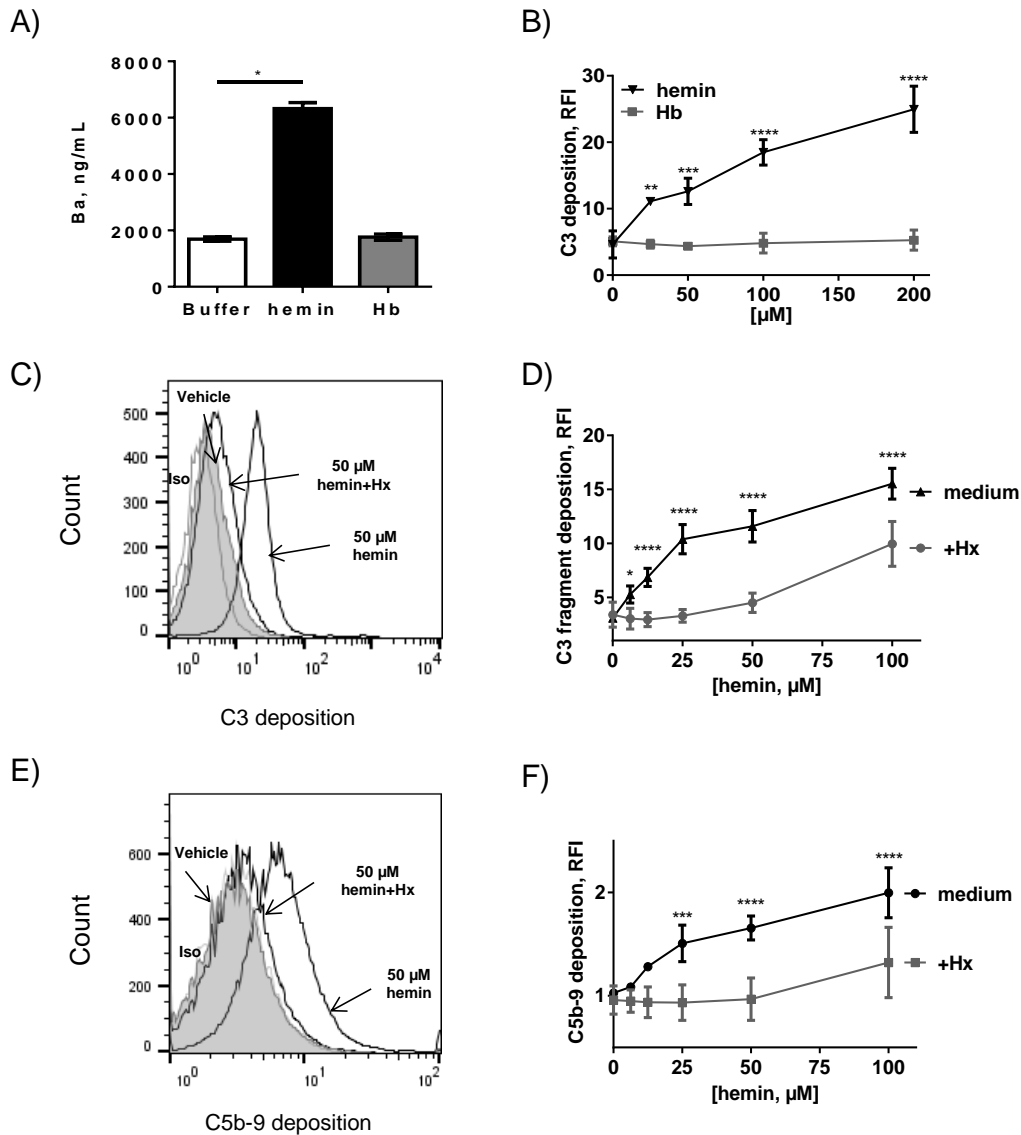 A)
8000
6000
4000
2000
0
Ba, ng/mL
*
Buffer
hemin
Hb
B)
30
20
10
0
C3 deposition, RFI
hemin
Hb
**
***
****
****
0
50
100
150
200
[µM]
C)
500
400
300
200
100
0
Count
Vehicle
Iso
50 µM
hemin+Hx
50 µM
hemin
10^0
10^1
10^2
10^3
10^4
C3 deposition
D)
20
15
10
5
C3 fragment depostion, RFI
*
****
****
****
****
medium
+Hx
0
25
50
75
100
[hemin, µM]
E)
600
400
200
0
Count
Vehicle
Iso
50 µM
hemin+Hx
50 µM
hemin
10^0
10^1
10^2
C5b-9 deposition
F)
2
1
C5b-9 deposition, RFI
***
****
****
medium
+Hx
0
25
50
75
100
[hemin, µM]